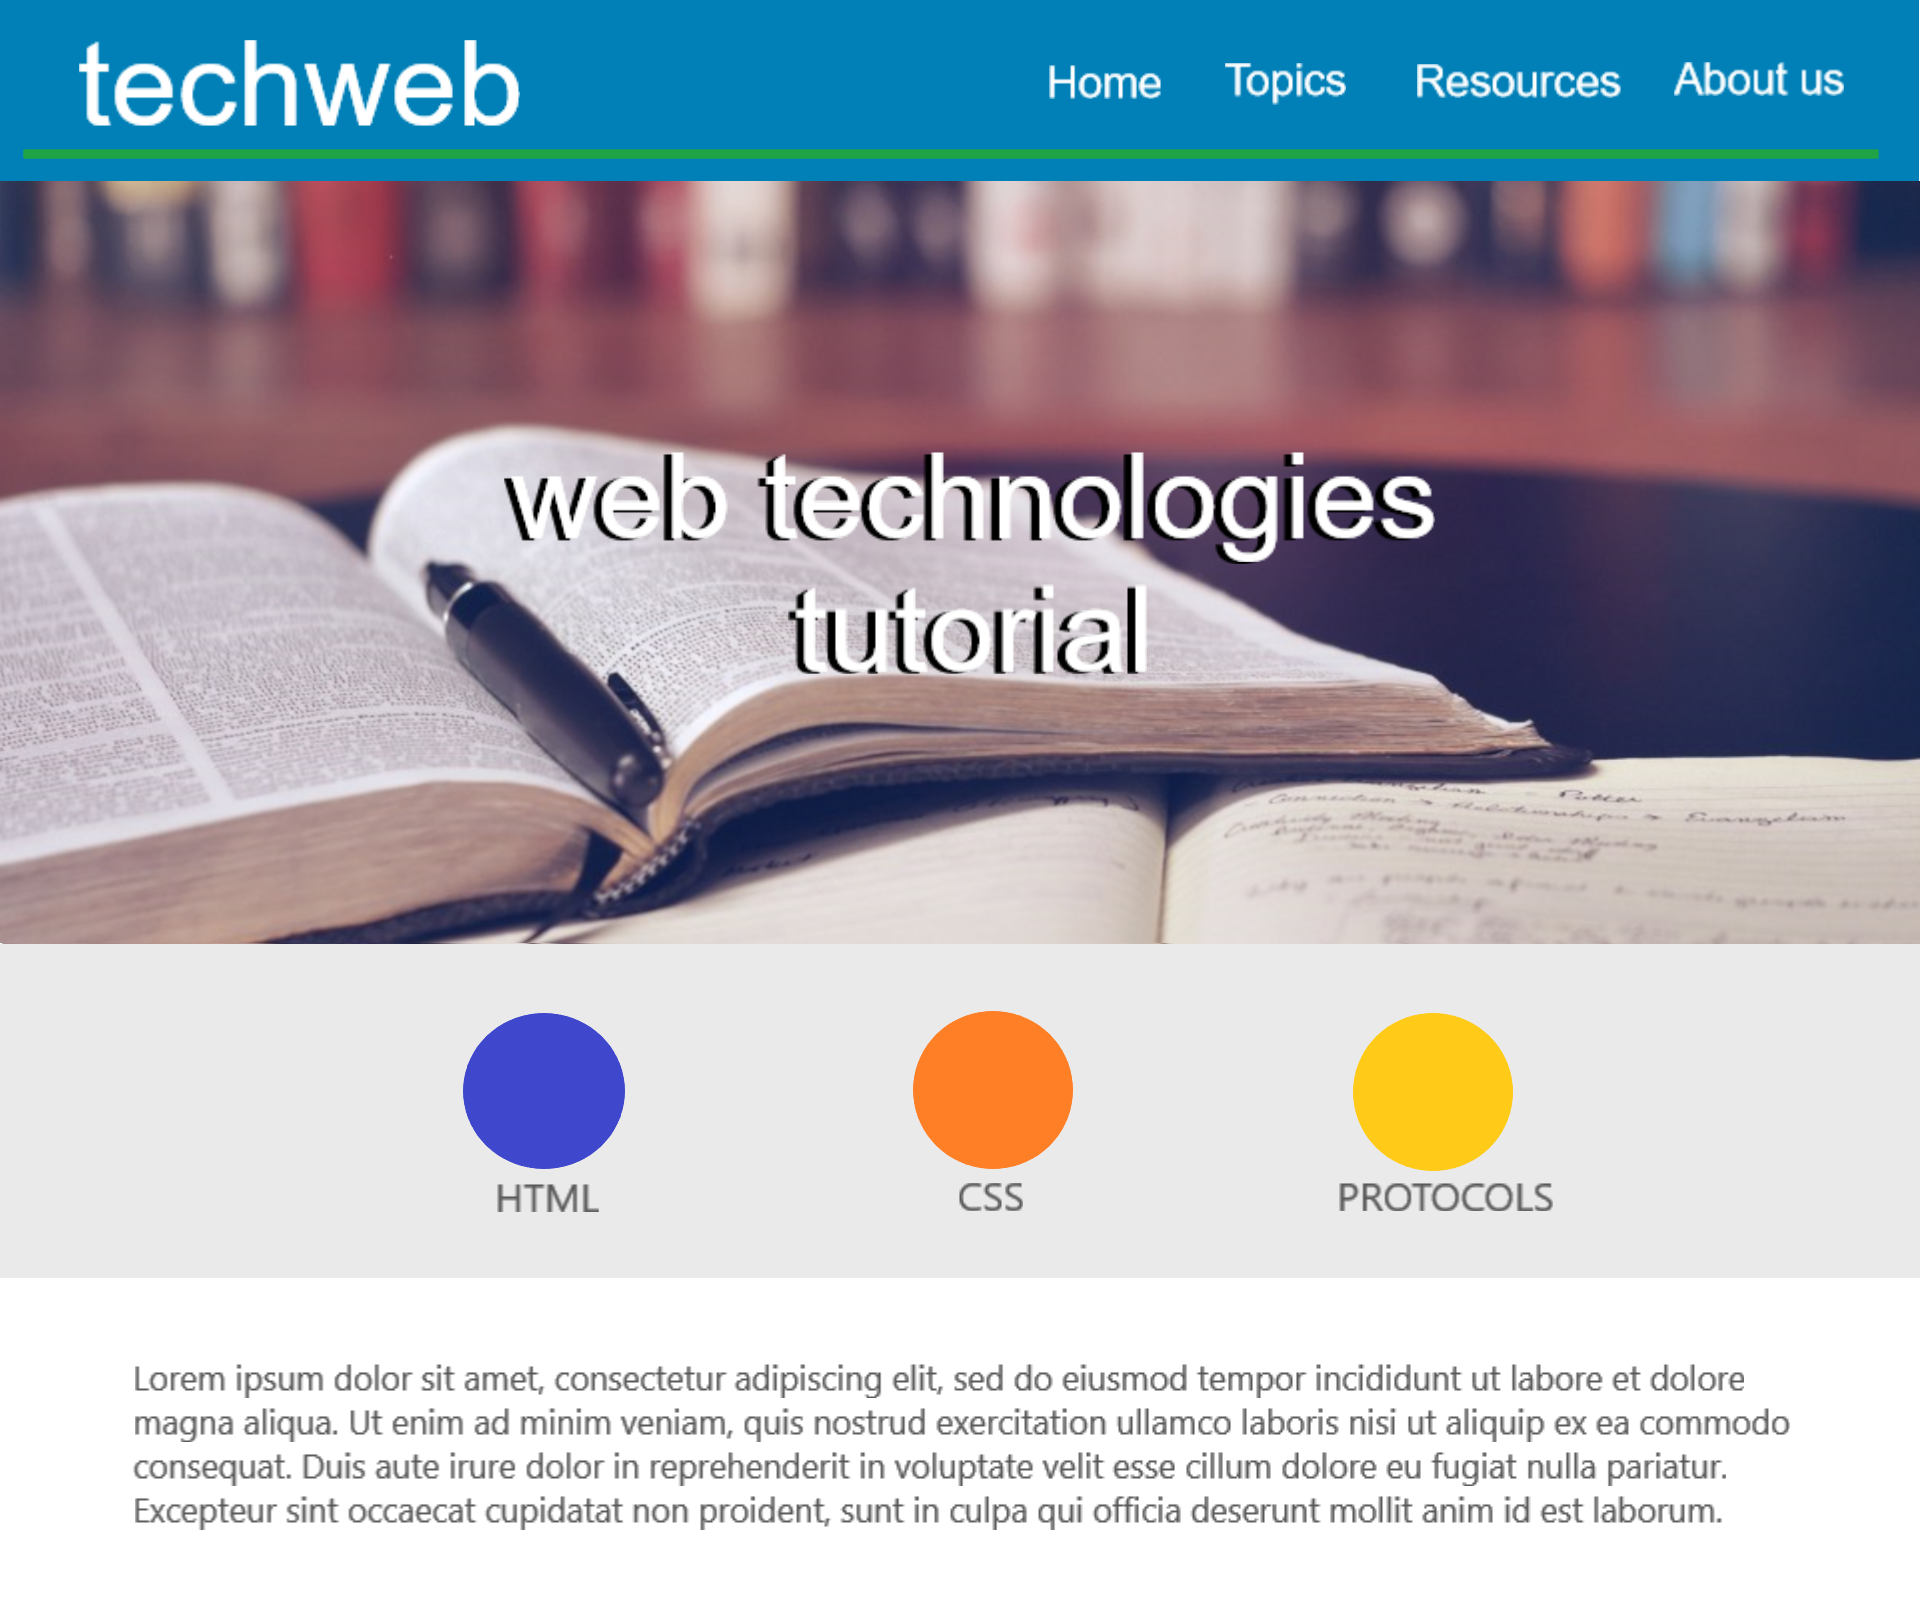 techweb
Home Topics Resources About us
web technologies
tutorial
HTML CSS PROTOCOLS
Lorem ipsum dolor sit amet, consectetur adipiscing elit, sed do eiusmod tempor incididunt ut labore et dolore
magna aliqua. Ut enim ad minim veniam, quis nostrud exercitation ullamco laboris nisi ut aliquip ex ea commodo
consequat. Duis aute irure dolor in reprehenderit in voluptate velit esse cillum dolore eu fugiat nulla pariatur.
Excepteur sint occaecat cupidatat non proident, sunt in culpa qui officia deserunt mollit anim id est laborum.